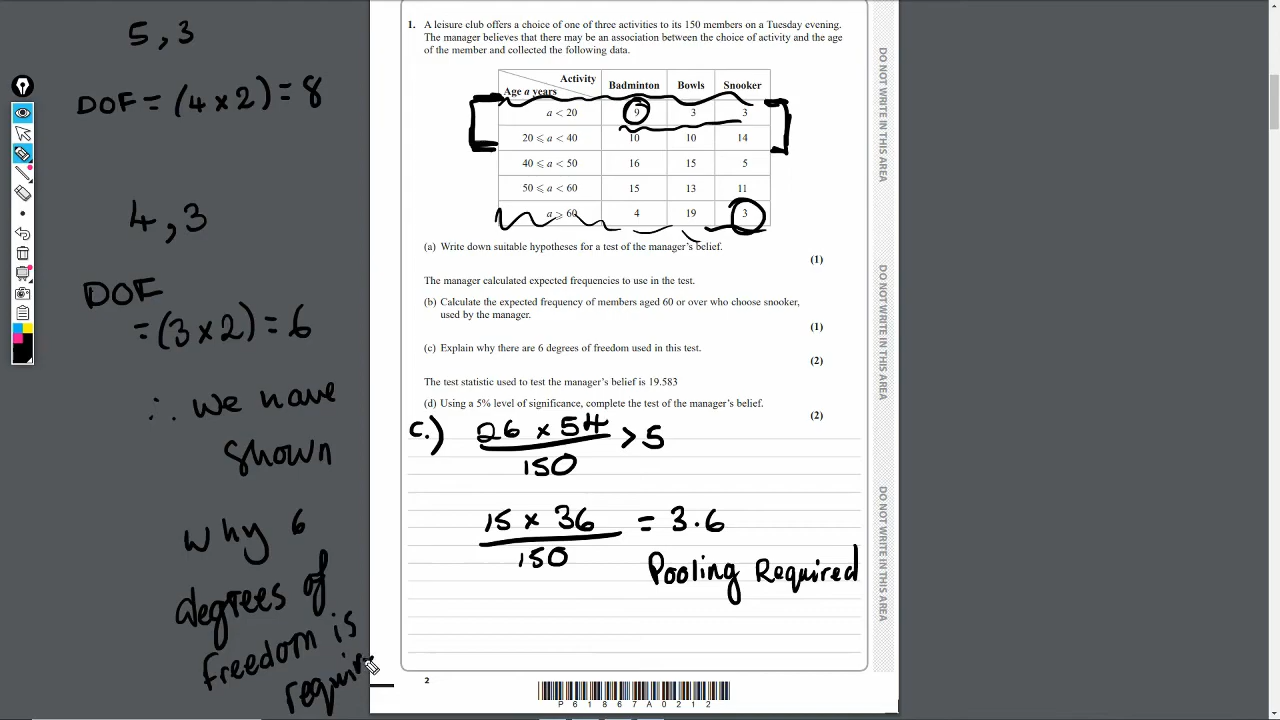 5, 3
DOF = (4 x 2) = 8
4, 3
DOF
= (3 x 2) = 6
∴ we have
shown
why 6
degrees of
freedom is
requir
1. A leisure club offers a choice of one of three activities to its 150 members on a Tuesday evening.
The manager believes that there may be an association between the choice of activity and the age
of the member and collected the following data.
Activity
Age a years Badminton Bowls Snooker
a < 20 9 3 3
20 ⩽ a < 40 10 10 14
40 ⩽ a < 50 16 15 5
50 ⩽ a < 60 15 13 11
a ⩾ 60 4 19 3
(a) Write down suitable hypotheses for a test of the manager's belief.
(1)
The manager calculated expected frequencies to use in the test.
(b) Calculate the expected frequency of members aged 60 or over who choose snooker,
used by the manager.
(1)
(c) Explain why there are 6 degrees of freedom used in this test.
(2)
The test statistic used to test the manager's belief is 19.583
(d) Using a 5% level of significance, complete the test of the manager's belief.
(2)
c.) 26 x 54 > 5
150
15 x 36 = 3.6
150
Pooling Required
2
P61867A0212
DO NOT WRITE IN THIS AREA
DO NOT WRITE IN THIS AREA
DO NOT WRITE IN THIS AREA